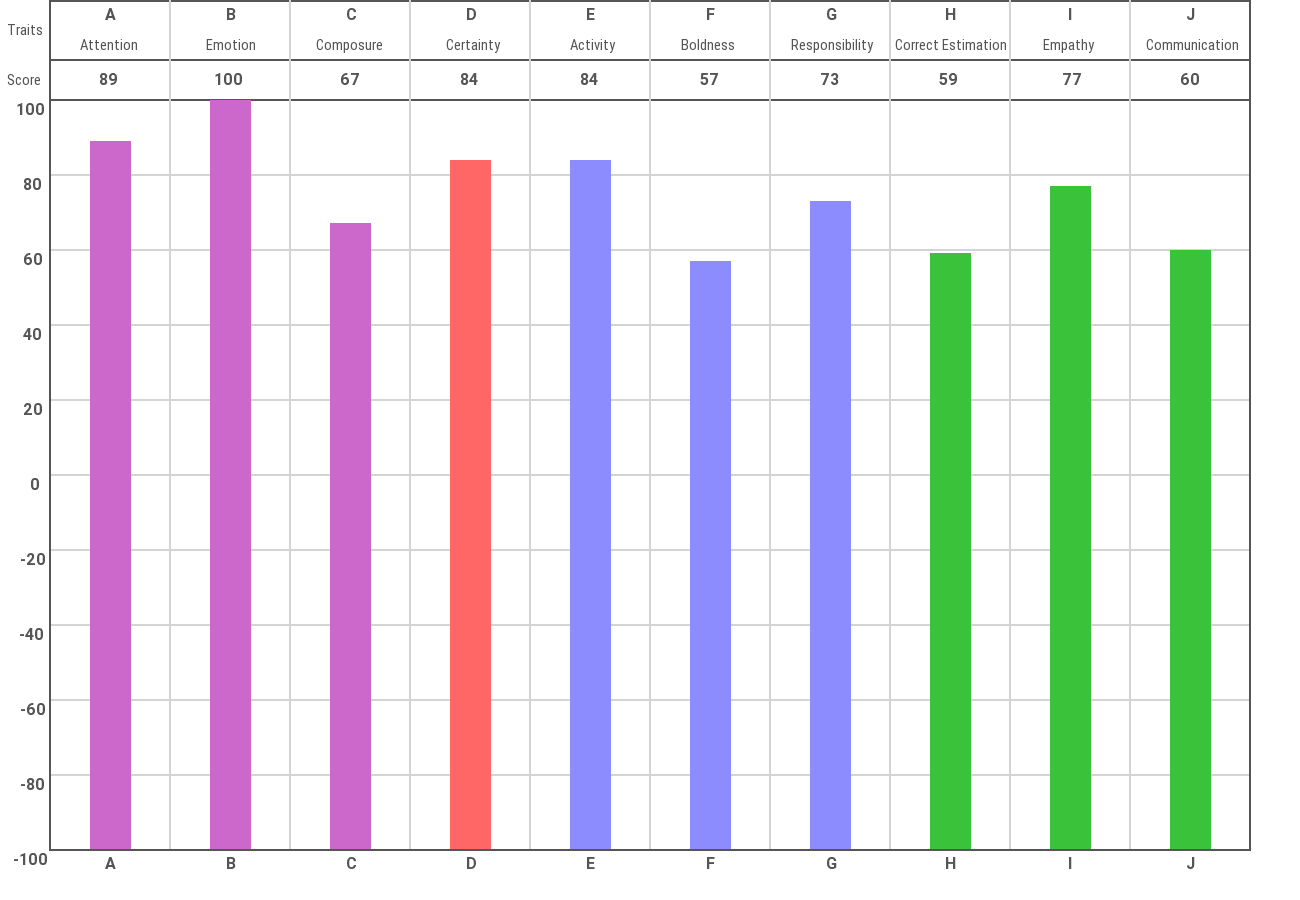 A B C D E F G H I J
Traits
Attention Emotion Composure Certainty Activity Boldness Responsibility Correct Estimation Empathy Communication
Score 89 100 67 84 84 57 73 59 77 60
100
80
60
40
20
0
-20
-40
-60
-80
-100
A B C D E F G H I J